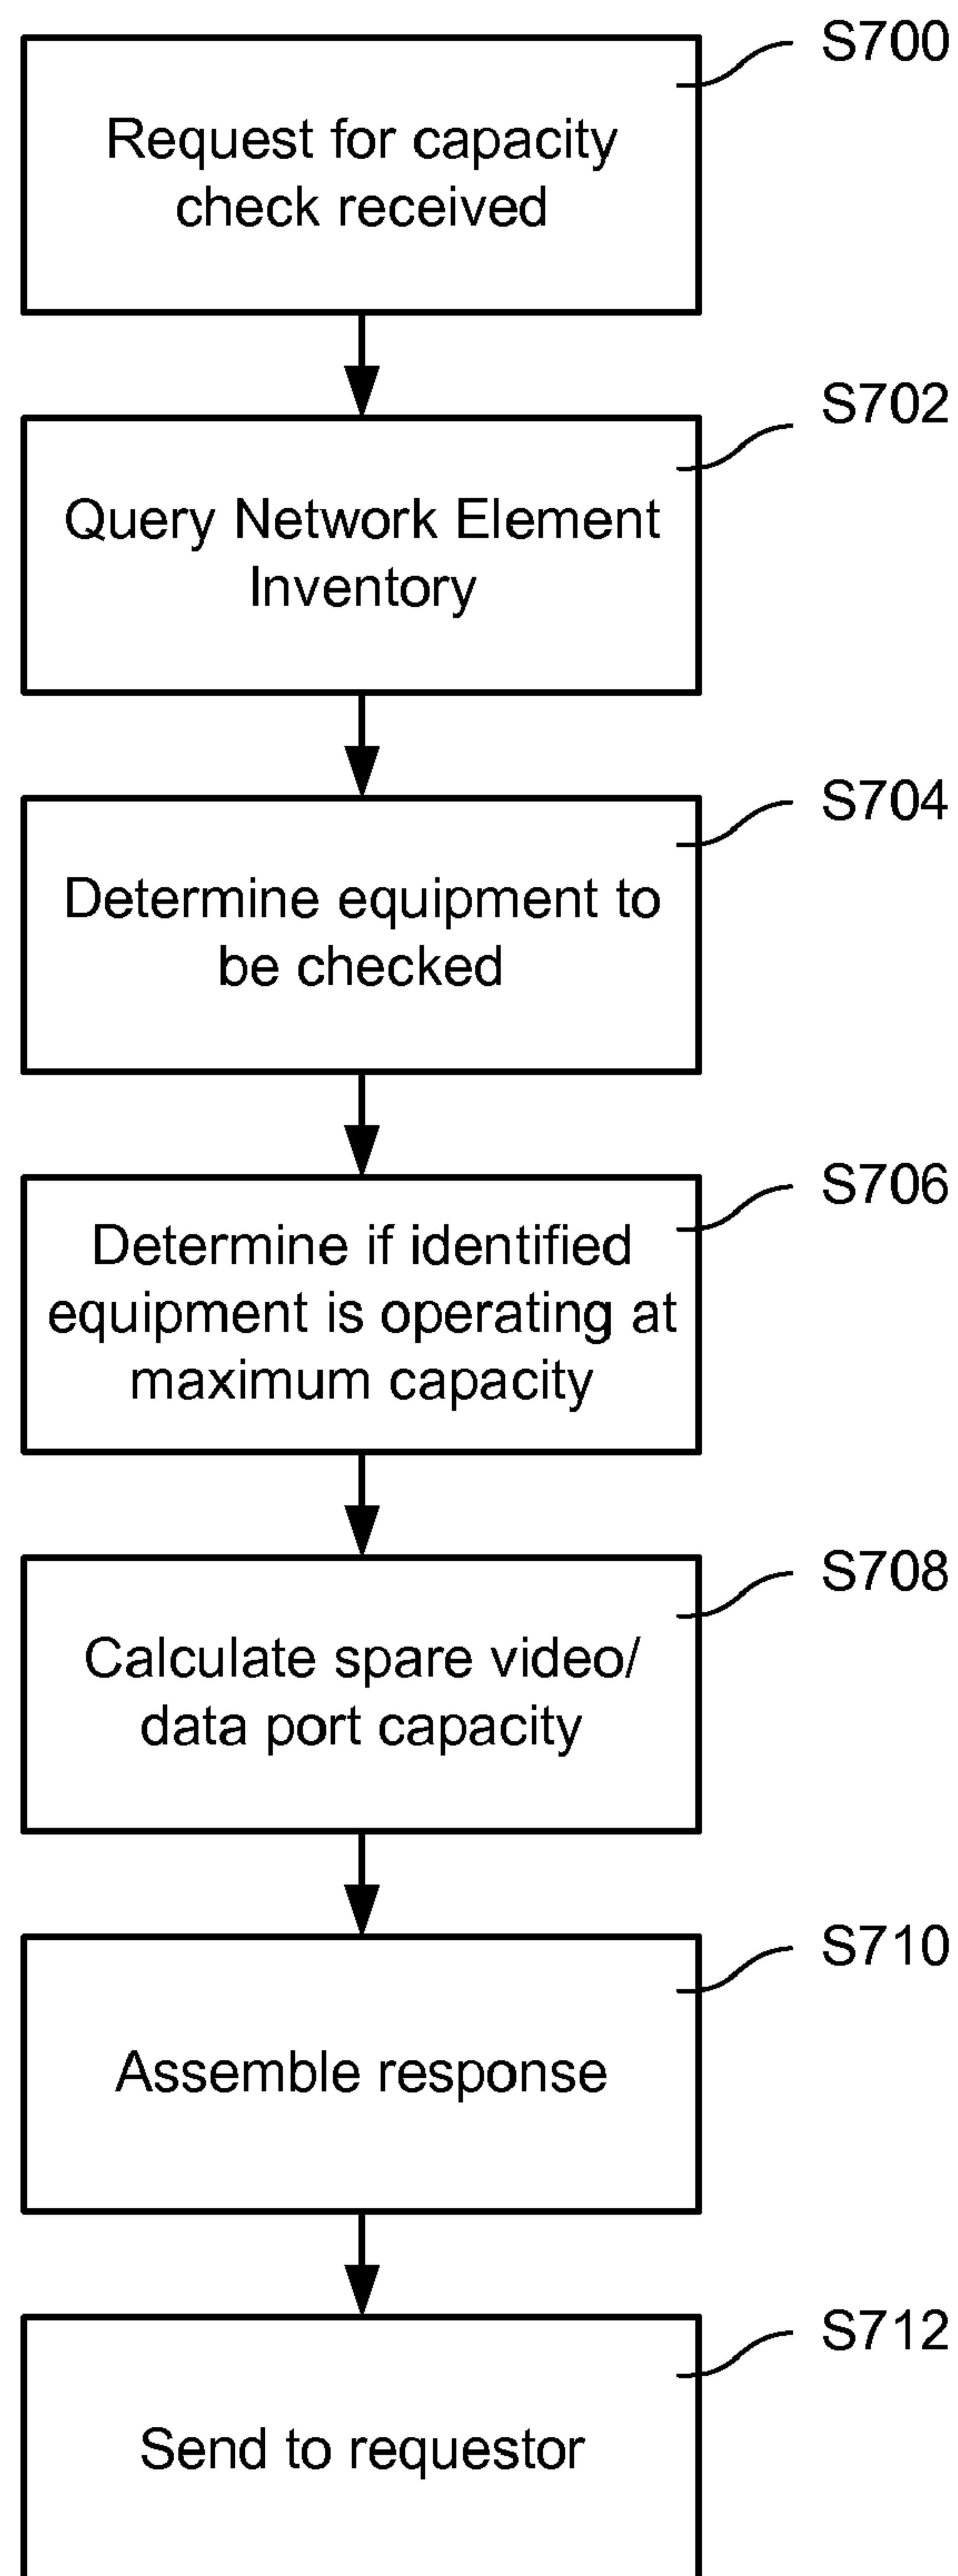 S700
Request for capacity
check received
S702
Query Network Element
Inventory
S704
Determine equipment to
be checked
S706
Determine if identified
equipment is operating at
maximum capacity
S708
Calculate spare video/
data port capacity
S710
Assemble response
S712
Send to requestor